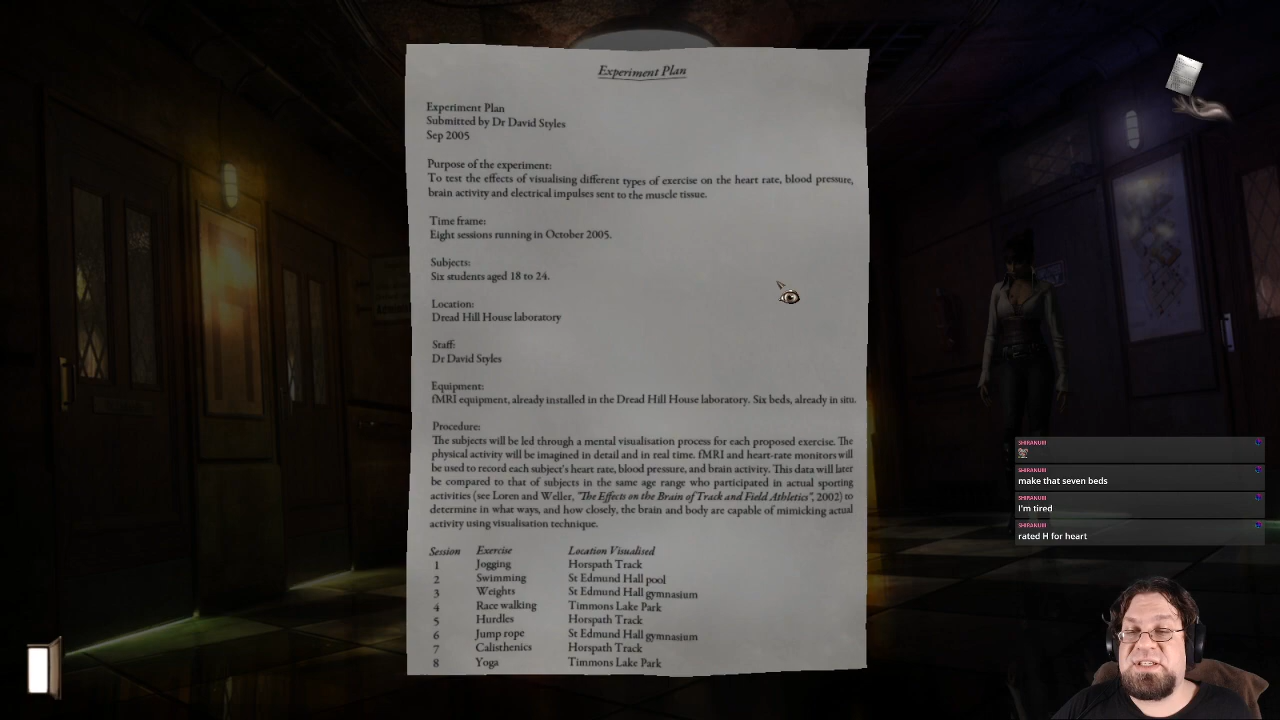 Experiment Plan
Experiment Plan
Submitted by Dr David Styles
Sep 2005
Purpose of the experiment:
To test the effects of visualising different types of exercise on the heart rate, blood pressure,
brain activity and electrical impulses sent to the muscle tissue.
Time frame:
Eight sessions running in October 2005.
Subjects:
Six students aged 18 to 24.
Location:
Dread Hill House laboratory
Staff:
Dr David Styles
Equipment:
fMRI equipment, already installed in the Dread Hill House laboratory. Six beds, already in situ.
Procedure:
The subjects will be led through a mental visualisation process for each proposed exercise. The
physical activity will be imagined in detail and in real time. fMRI and heart-rate monitors will
be used to record each subject's heart rate, blood pressure, and brain activity. This data will later
be compared to that of subjects in the same age range who participated in actual sporting
activities (see Loren and Weller, "The Effects on the Brain of Track and Field Athletics", 2002) to
determine in what ways, and how closely, the brain and body are capable of mimicking actual
activity using visualisation technique.
Session Exercise Location Visualised
1 Jogging Horspath Track
2 Swimming St Edmund Hall pool
3 Weights St Edmund Hall gymnasium
4 Race walking Timmons Lake Park
5 Hurdles Horspath Track
6 Jump rope St Edmund Hall gymnasium
7 Calisthenics Horspath Track
8 Yoga Timmons Lake Park
SHIRAKUMI
SHIRAKUMI
make that seven beds
SHIRAKUMI
I'm tired
SHIRAKUMI
rated H for heart